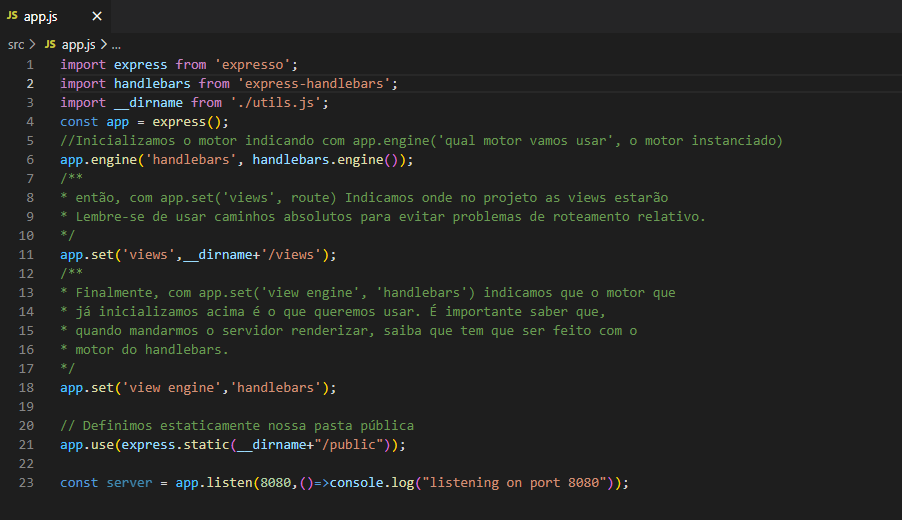 JS app.js ×
src > JS app.js > ...
1 import express from 'expresso';
2 import handlebars from 'express-handlebars';
3 import __dirname from './utils.js';
4 const app = express();
5 //Inicializamos o motor indicando com app.engine('qual motor vamos usar', o motor instanciado)
6 app.engine('handlebars', handlebars.engine());
7 /**
8 * então, com app.set('views', route) Indicamos onde no projeto as views estarão
9 * Lembre-se de usar caminhos absolutos para evitar problemas de roteamento relativo.
10 */
11 app.set('views',__dirname+'/views');
12 /**
13 * Finalmente, com app.set('view engine', 'handlebars') indicamos que o motor que
14 * já inicializamos acima é o que queremos usar. É importante saber que,
15 * quando mandarmos o servidor renderizar, saiba que tem que ser feito com o
16 * motor do handlebars.
17 */
18 app.set('view engine','handlebars');
19
20 // Definimos estaticamente nossa pasta pública
21 app.use(express.static(__dirname+"/public"));
22
23 const server = app.listen(8080,()=>console.log("listening on port 8080"));